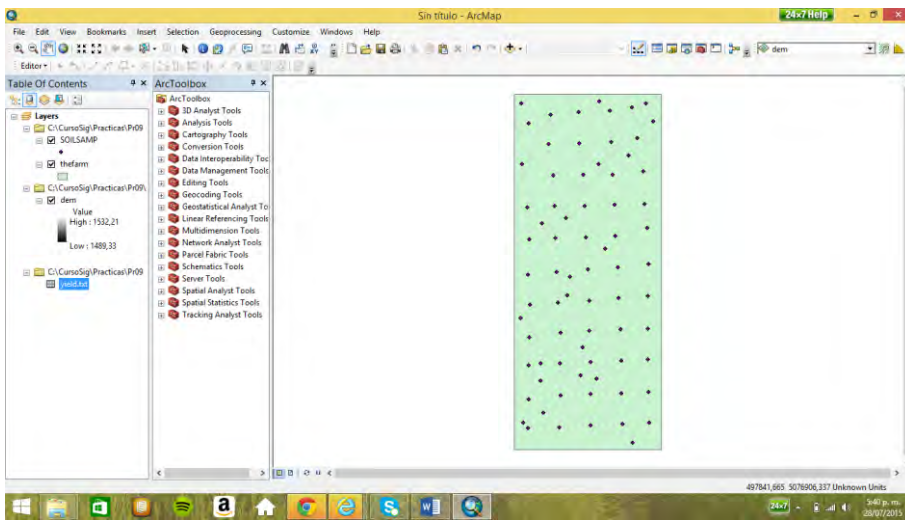 Sin título - ArcMap
24×7 Help
File Edit View Bookmarks Insert Selection Geoprocessing Customize Windows Help
dem
Editor
Table Of Contents
ArcToolbox
Layers
C:\CursoSig\Practicas\Pr09
SOILSAMP
thefarm
C:\CursoSig\Practicas\Pr09\
dem
Value
High : 1532,21
Low : 1489,33
C:\CursoSig\Practicas\Pr09
yield.txt
ArcToolbox
3D Analyst Tools
Analysis Tools
Cartography Tools
Conversion Tools
Data Interoperability Toc
Data Management Tools
Editing Tools
Geocoding Tools
Geostatistical Analyst To
Linear Referencing Tools
Multidimension Tools
Network Analyst Tools
Parcel Fabric Tools
Schematics Tools
Server Tools
Spatial Analyst Tools
Spatial Statistics Tools
Tracking Analyst Tools
497841,665 5076906,337 Unknown Units
a
24×7
5:40 p. m.
28/07/2015